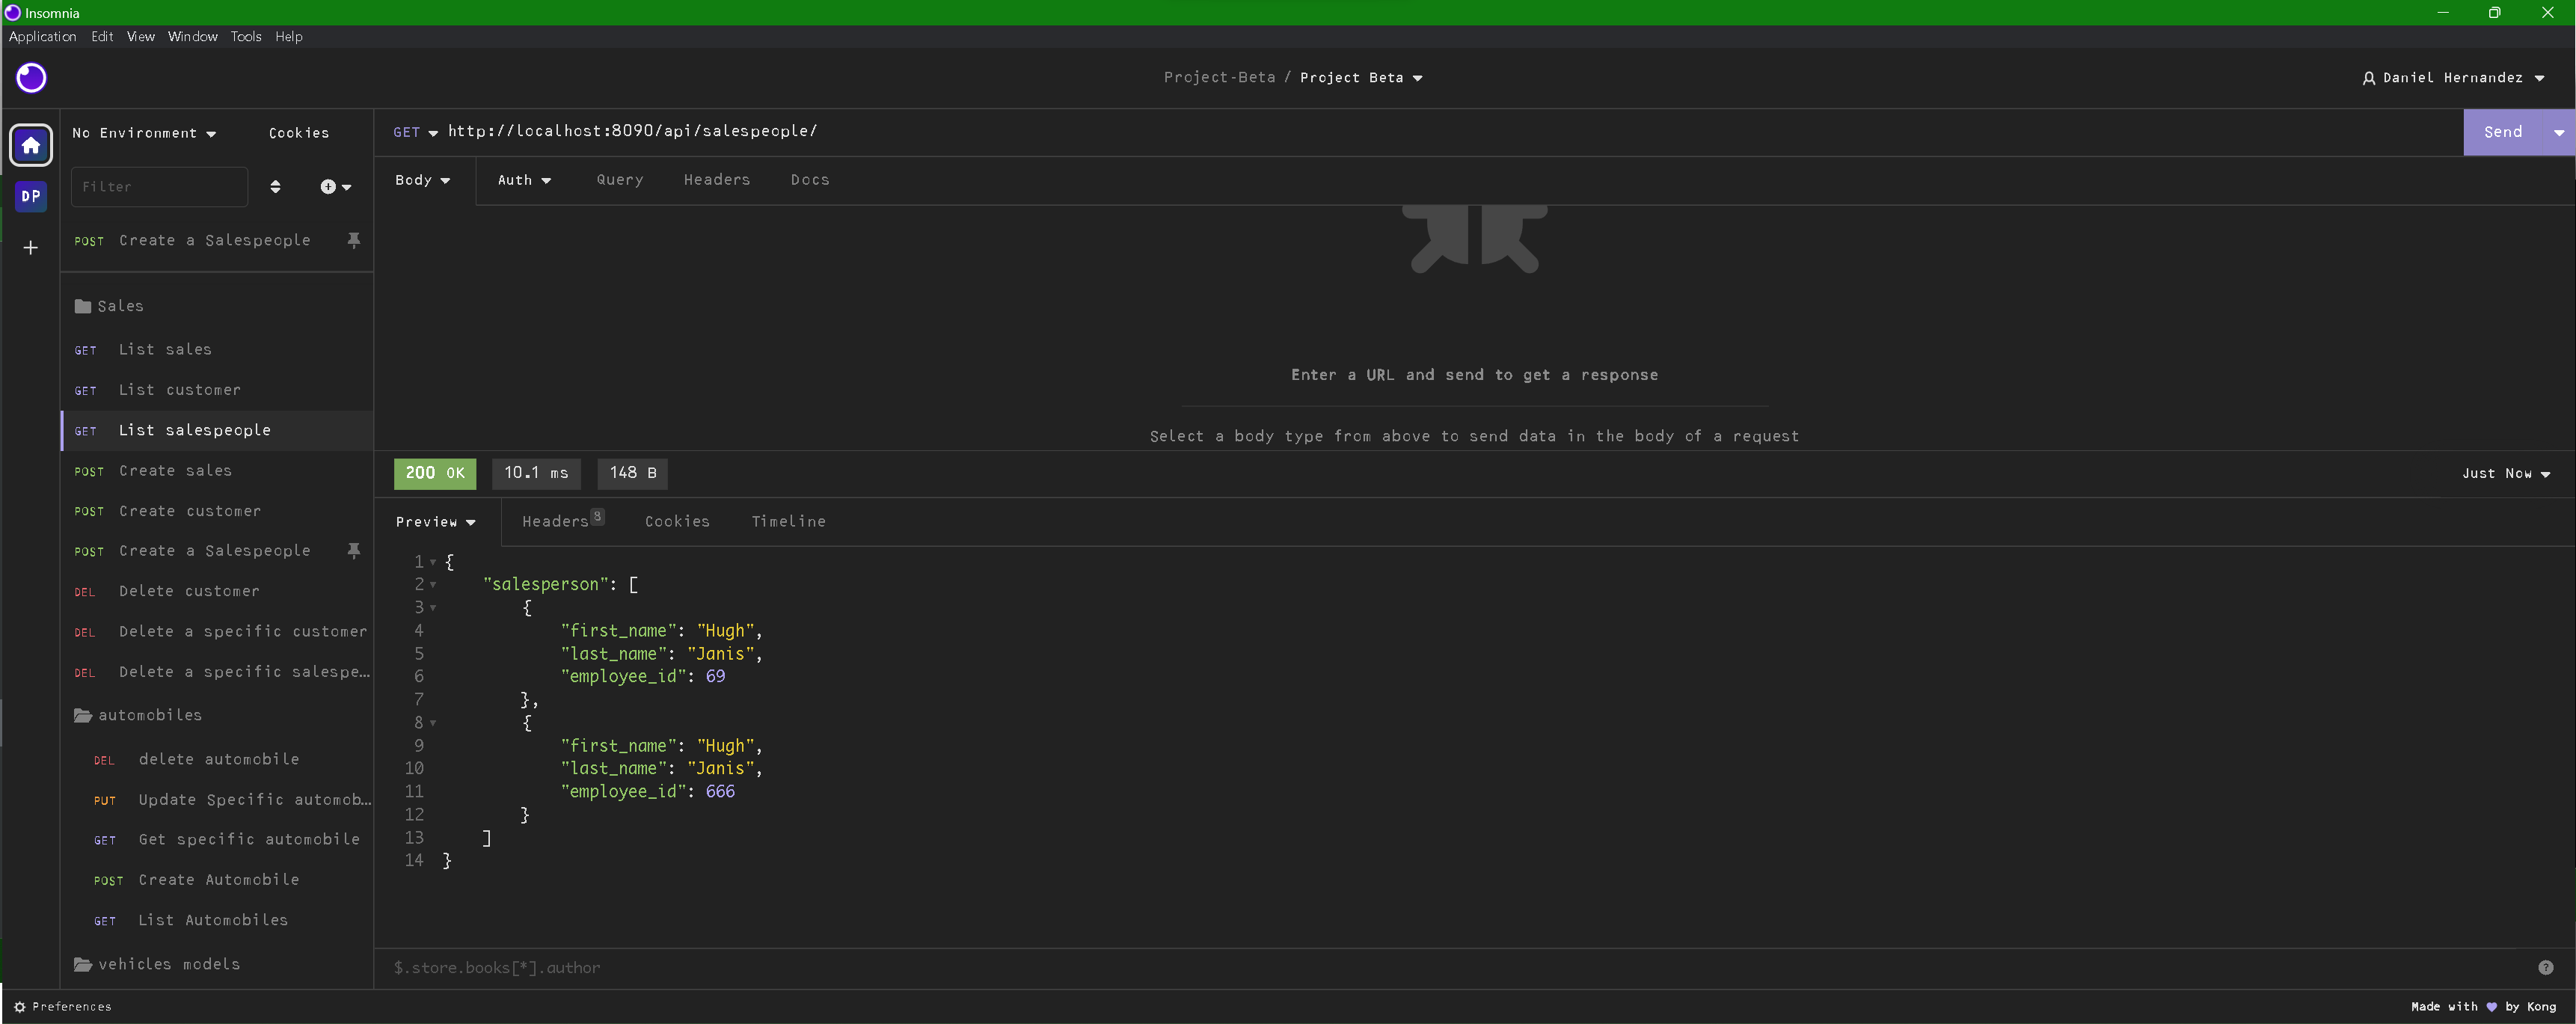 Insomnia
Application Edit View Window Tools Help
Project-Beta / Project Beta
Daniel Hernandez
No Environment Cookies
GET http://localhost:8090/api/salespeople/
Send
Filter
DP
Body Auth Query Headers Docs
POST Create a Salespeople
Sales
GET List sales
GET List customer
GET List salespeople
POST Create sales
POST Create customer
POST Create a Salespeople
DEL Delete customer
DEL Delete a specific customer
DEL Delete a specific salespe…
automobiles
DEL delete automobile
PUT Update Specific automob…
GET Get specific automobile
POST Create Automobile
GET List Automobiles
vehicles models
Enter a URL and send to get a response
Select a body type from above to send data in the body of a request
200 OK 10.1 ms 148 B
Just Now
Preview Headers 8 Cookies Timeline
1 {
2 "salesperson": [
3 {
4 "first_name": "Hugh",
5 "last_name": "Janis",
6 "employee_id": 69
7 },
8 {
9 "first_name": "Hugh",
10 "last_name": "Janis",
11 "employee_id": 666
12 }
13 ]
14 }
$.store.books[*].author
Preferences
Made with 💜 by Kong